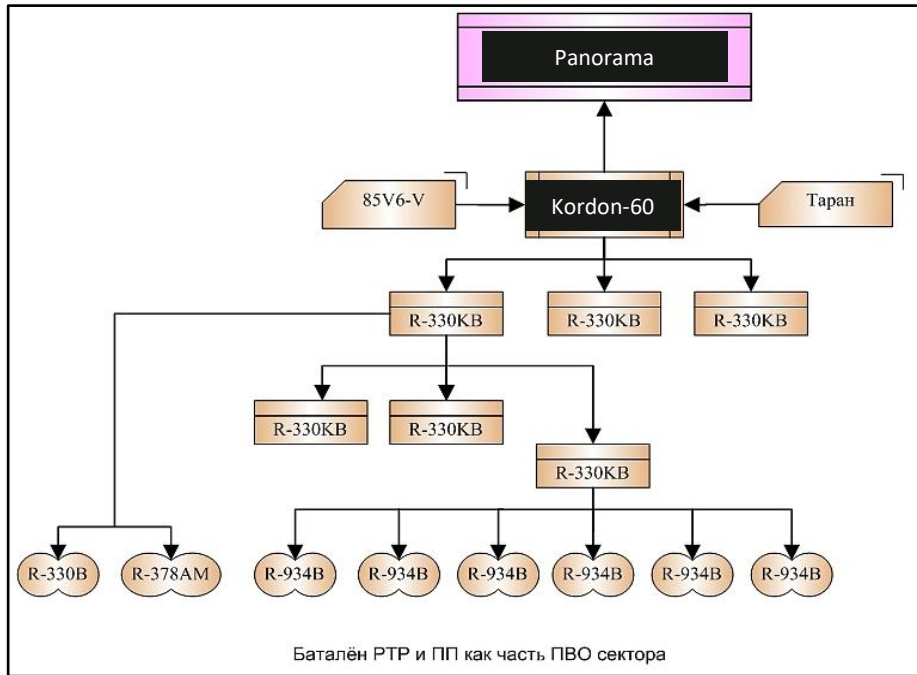 Panorama
85V6-V
Kordon-60
Таран
R-330KB
R-330KB
R-330KB
R-330KB
R-330KB
R-330KB
R-330B
R-378AM
R-934B
R-934B
R-934B
R-934B
R-934B
R-934B
Баталён РТР и ПП как часть ПВО сектора